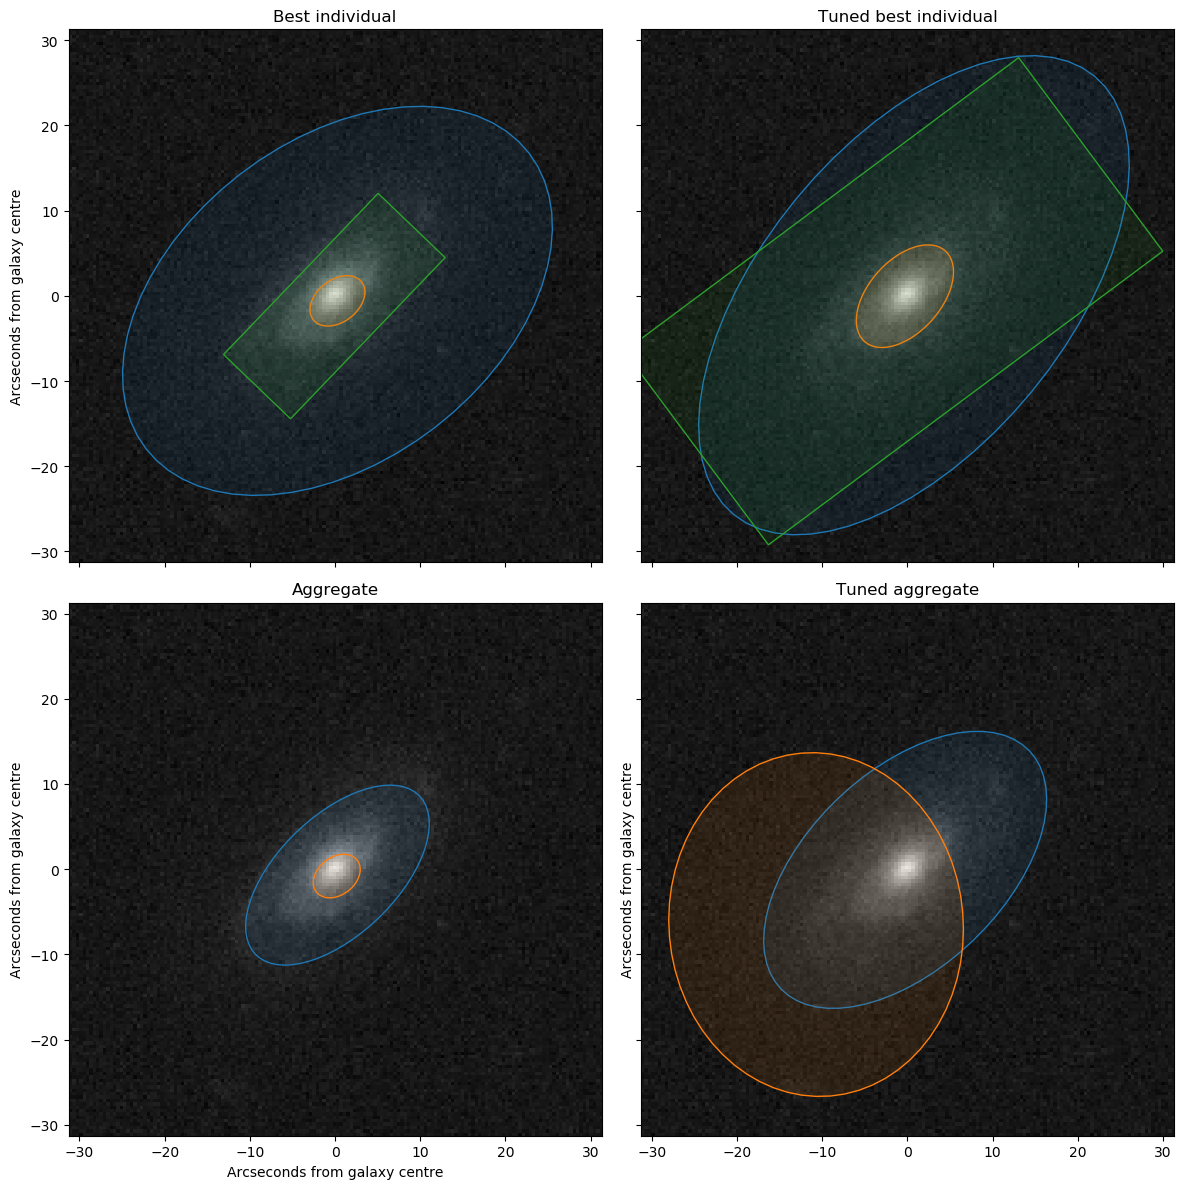 Best individual
Tuned best individual
30
20
10
0
−10
−20
−30
Arcseconds from galaxy centre
Aggregate
Tuned aggregate
30
20
10
0
−10
−20
−30
Arcseconds from galaxy centre
Arcseconds from galaxy centre
−30 −20 −10 0 10 20 30
−30 −20 −10 0 10 20 30
Arcseconds from galaxy centre